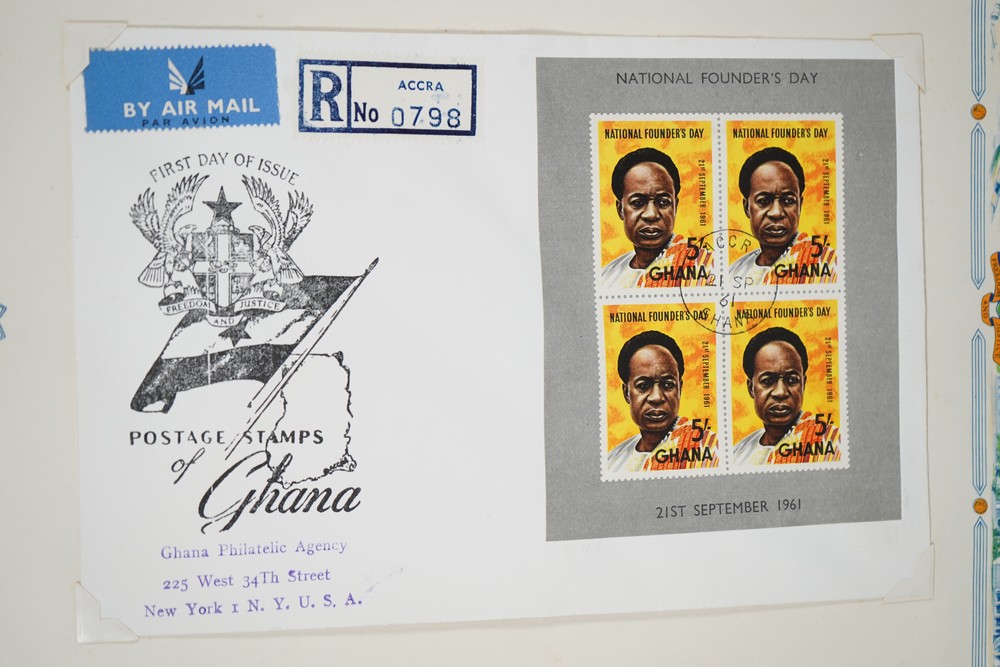 BY AIR MAIL
PAR AVION
R
ACCRA
No 0798
FIRST DAY OF ISSUE
FREEDOM AND JUSTICE
POSTAGE STAMPS
of
Ghana
Ghana Philatelic Agency
225 West 34Th Street
New York 1 N. Y. U. S. A.
NATIONAL FOUNDER'S DAY
NATIONAL FOUNDER'S DAY
21ST SEPTEMBER 1961
5/-
GHANA
NATIONAL FOUNDER'S DAY
21ST SEPTEMBER 1961
5/-
GHANA
ACCRA
21 SP
61
GHANA
NATIONAL FOUNDER'S DAY
21ST SEPTEMBER 1961
5/-
GHANA
NATIONAL FOUNDER'S DAY
21ST SEPTEMBER 1961
5/-
GHANA
21ST SEPTEMBER 1961